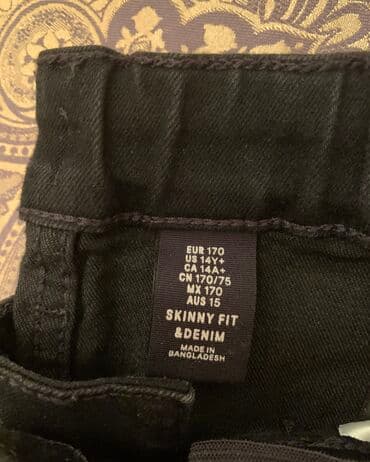 EUR 170
US 14Y+
CA 14A+
CN 170/75
MX 170
AUS 15
SKINNY FIT
&DENIM
MADE IN
BANGLADESH